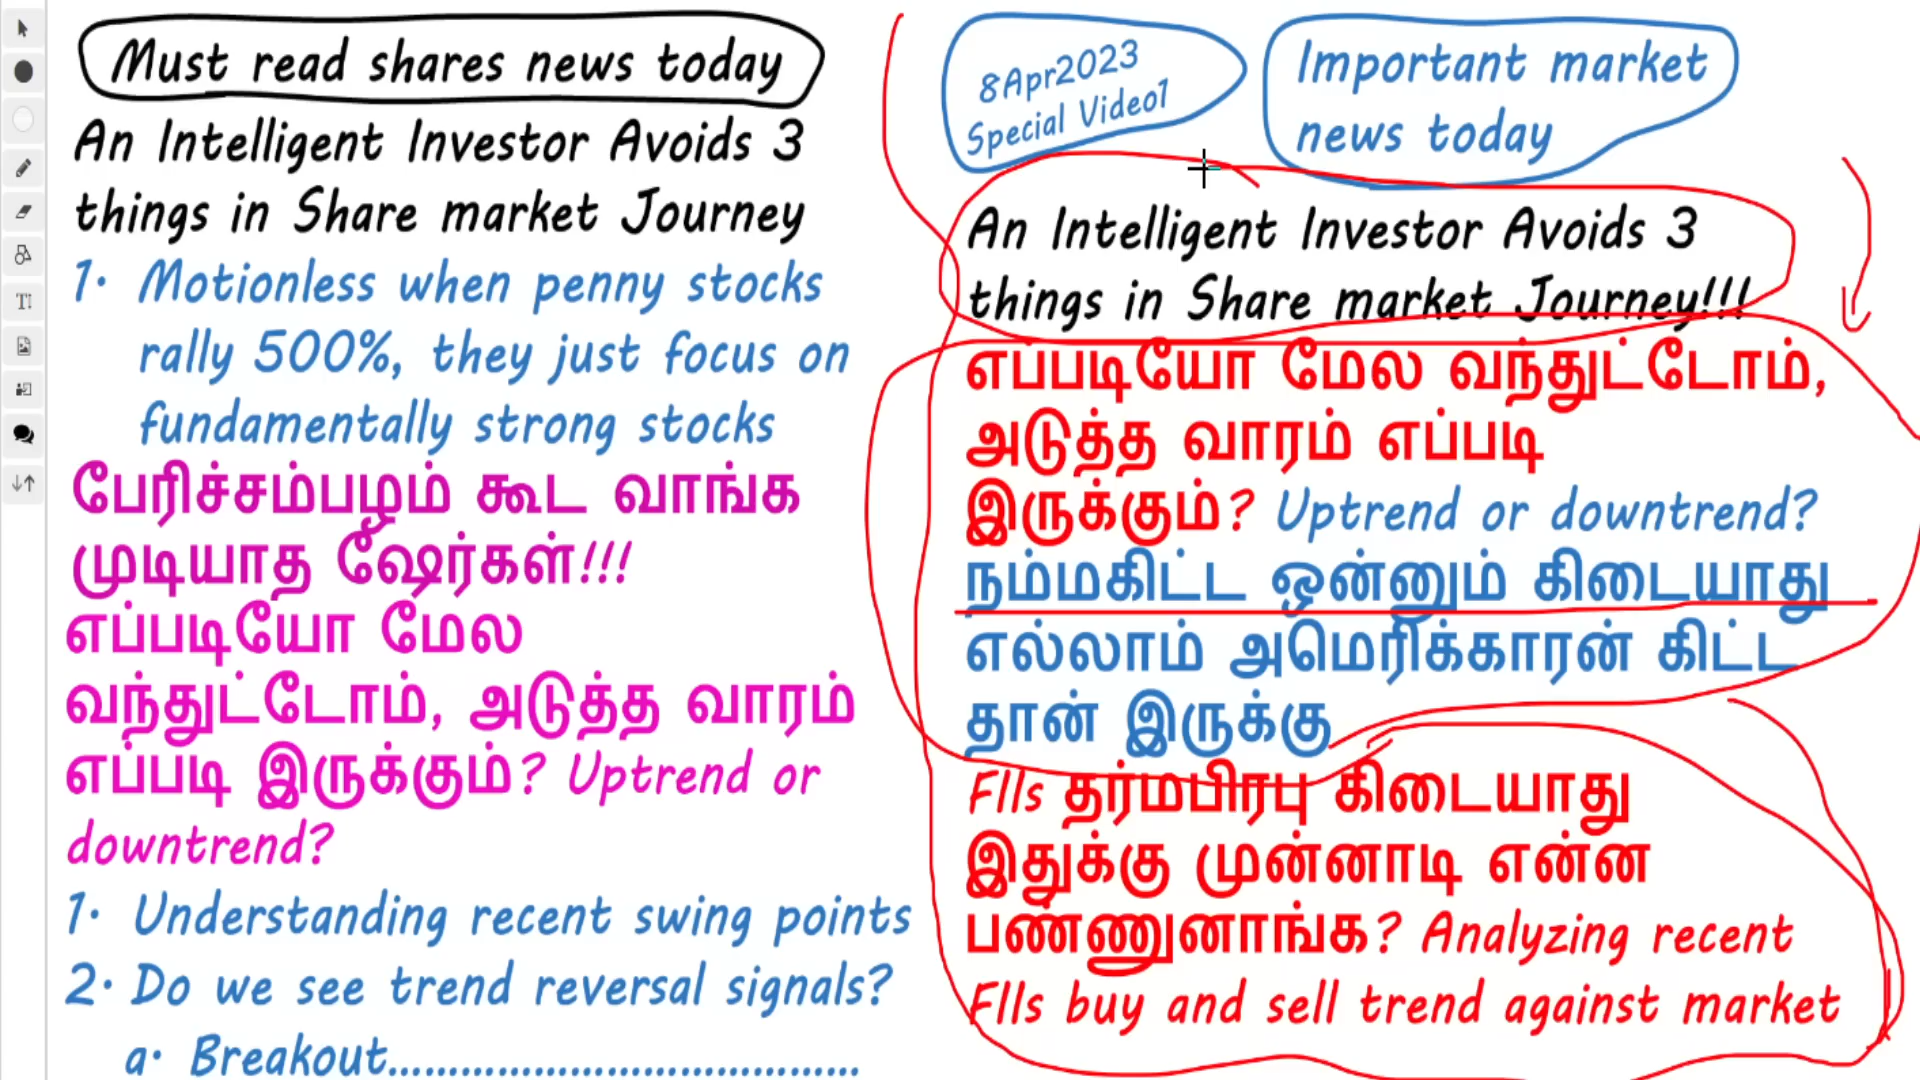 Must read shares news today
An Intelligent Investor Avoids 3
things in Share market Journey
1. Motionless when penny stocks
rally 500%, they just focus on
fundamentally strong stocks
பேரிச்சம்பழம் கூட வாங்க
முடியாத ஷேர்கள்!!!
எப்படியோ மேல
வந்துட்டோம், அடுத்த வாரம்
எப்படி இருக்கும்? Uptrend or
downtrend?
1. Understanding recent swing points
2. Do we see trend reversal signals?
a. Breakout.......................................
8Apr2023
Special Video1
Important market
news today
An Intelligent Investor Avoids 3
things in Share market Journey!!!
எப்படியோ மேல வந்துட்டோம்,
அடுத்த வாரம் எப்படி
இருக்கும்? Uptrend or downtrend?
நம்மகிட்ட ஒன்னும் கிடையாது
எல்லாம் அமெரிக்காரன் கிட்ட
தான் இருக்கு
FIIs தர்மபிரபு கிடையாது
இதுக்கு முன்னாடி என்ன
பண்ணுனாங்க? Analyzing recent
FIIs buy and sell trend against market